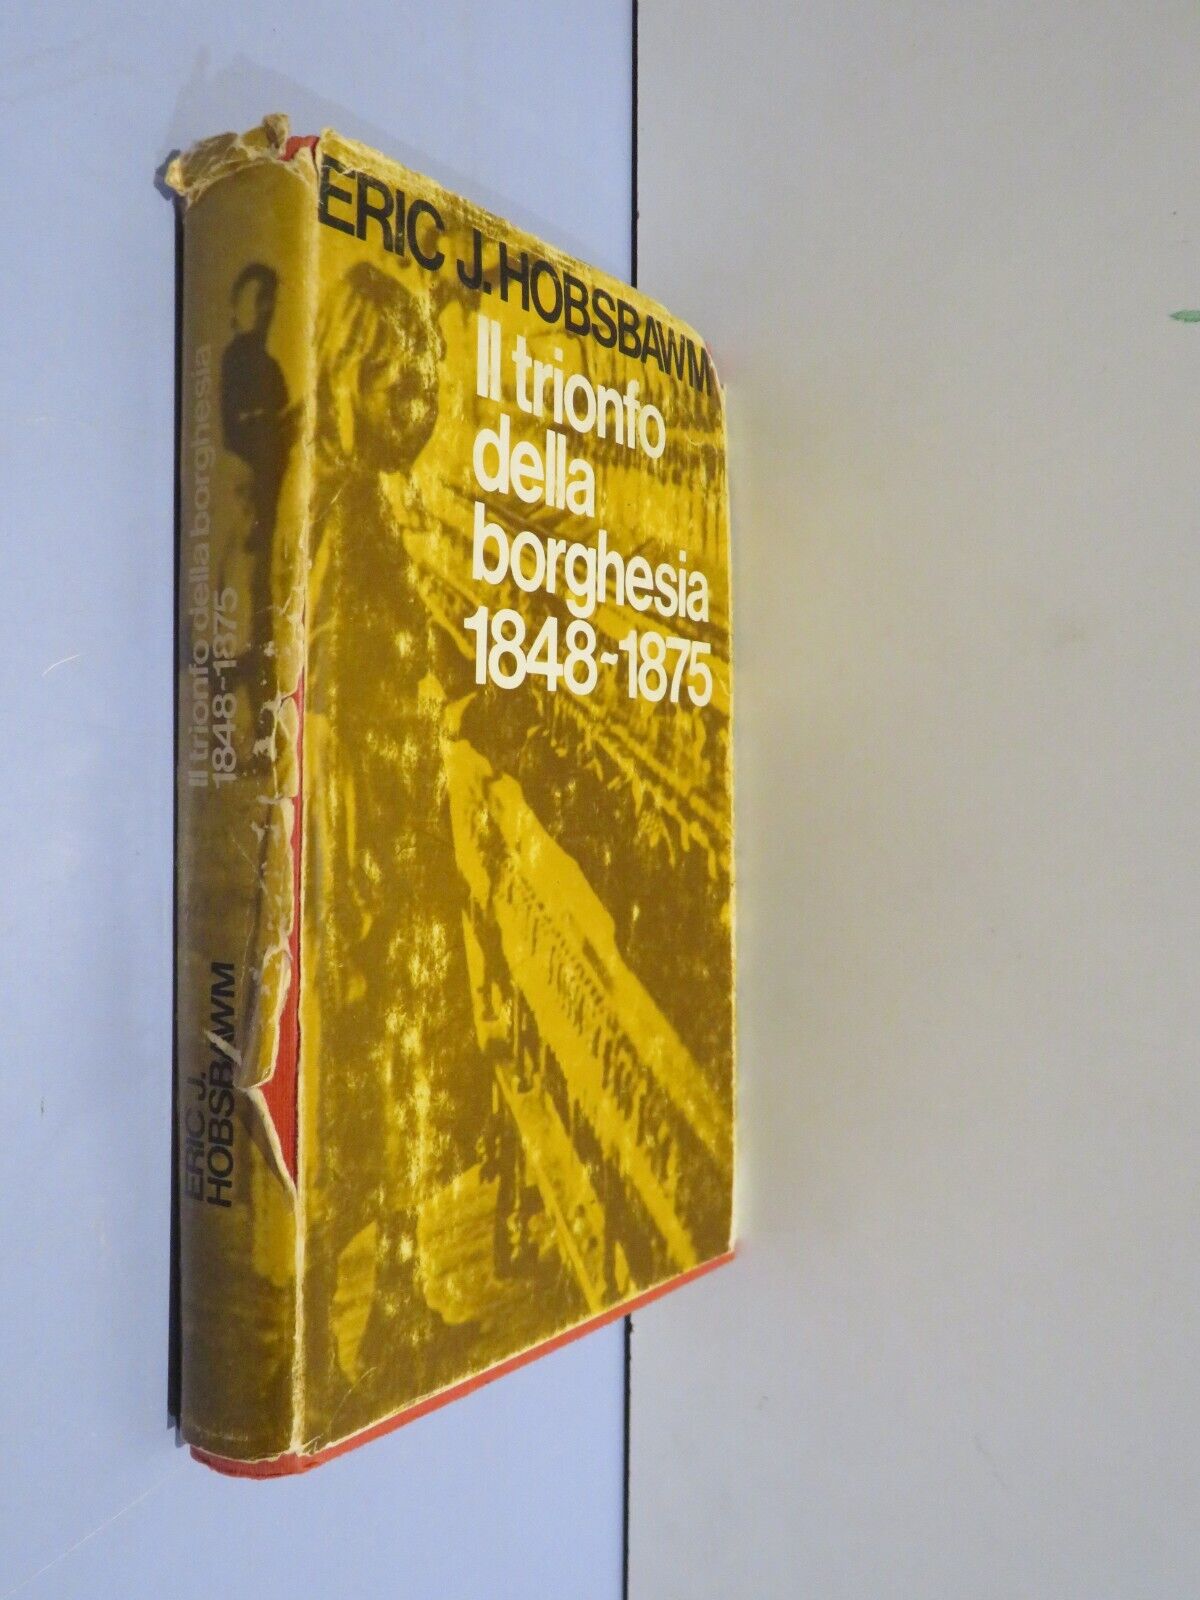 ERIC J. HOBSBAWM
Il trionfo
della
borghesia
1848-1875
Il trionfo della borghesia
1848-1875
ERIC J.
HOBSBAWM